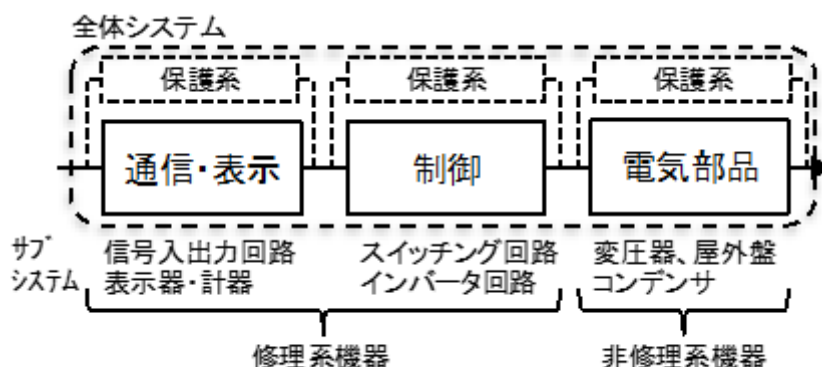 全体システム
保護系 保護系 保護系
通信・表示 制御 電気部品
サブシステム
信号入出力回路 スイッチング回路 変圧器、屋外盤
表示器・計器 インバータ回路 コンデンサ
修理系機器 非修理系機器